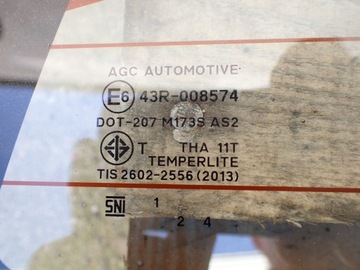 AGC AUTOMOTIVE
E6 43R-008574
DOT-207 M173S AS2
T THA 11T
TEMPERLITE
TIS 2602-2556 (2013)
SNI 1
2 4